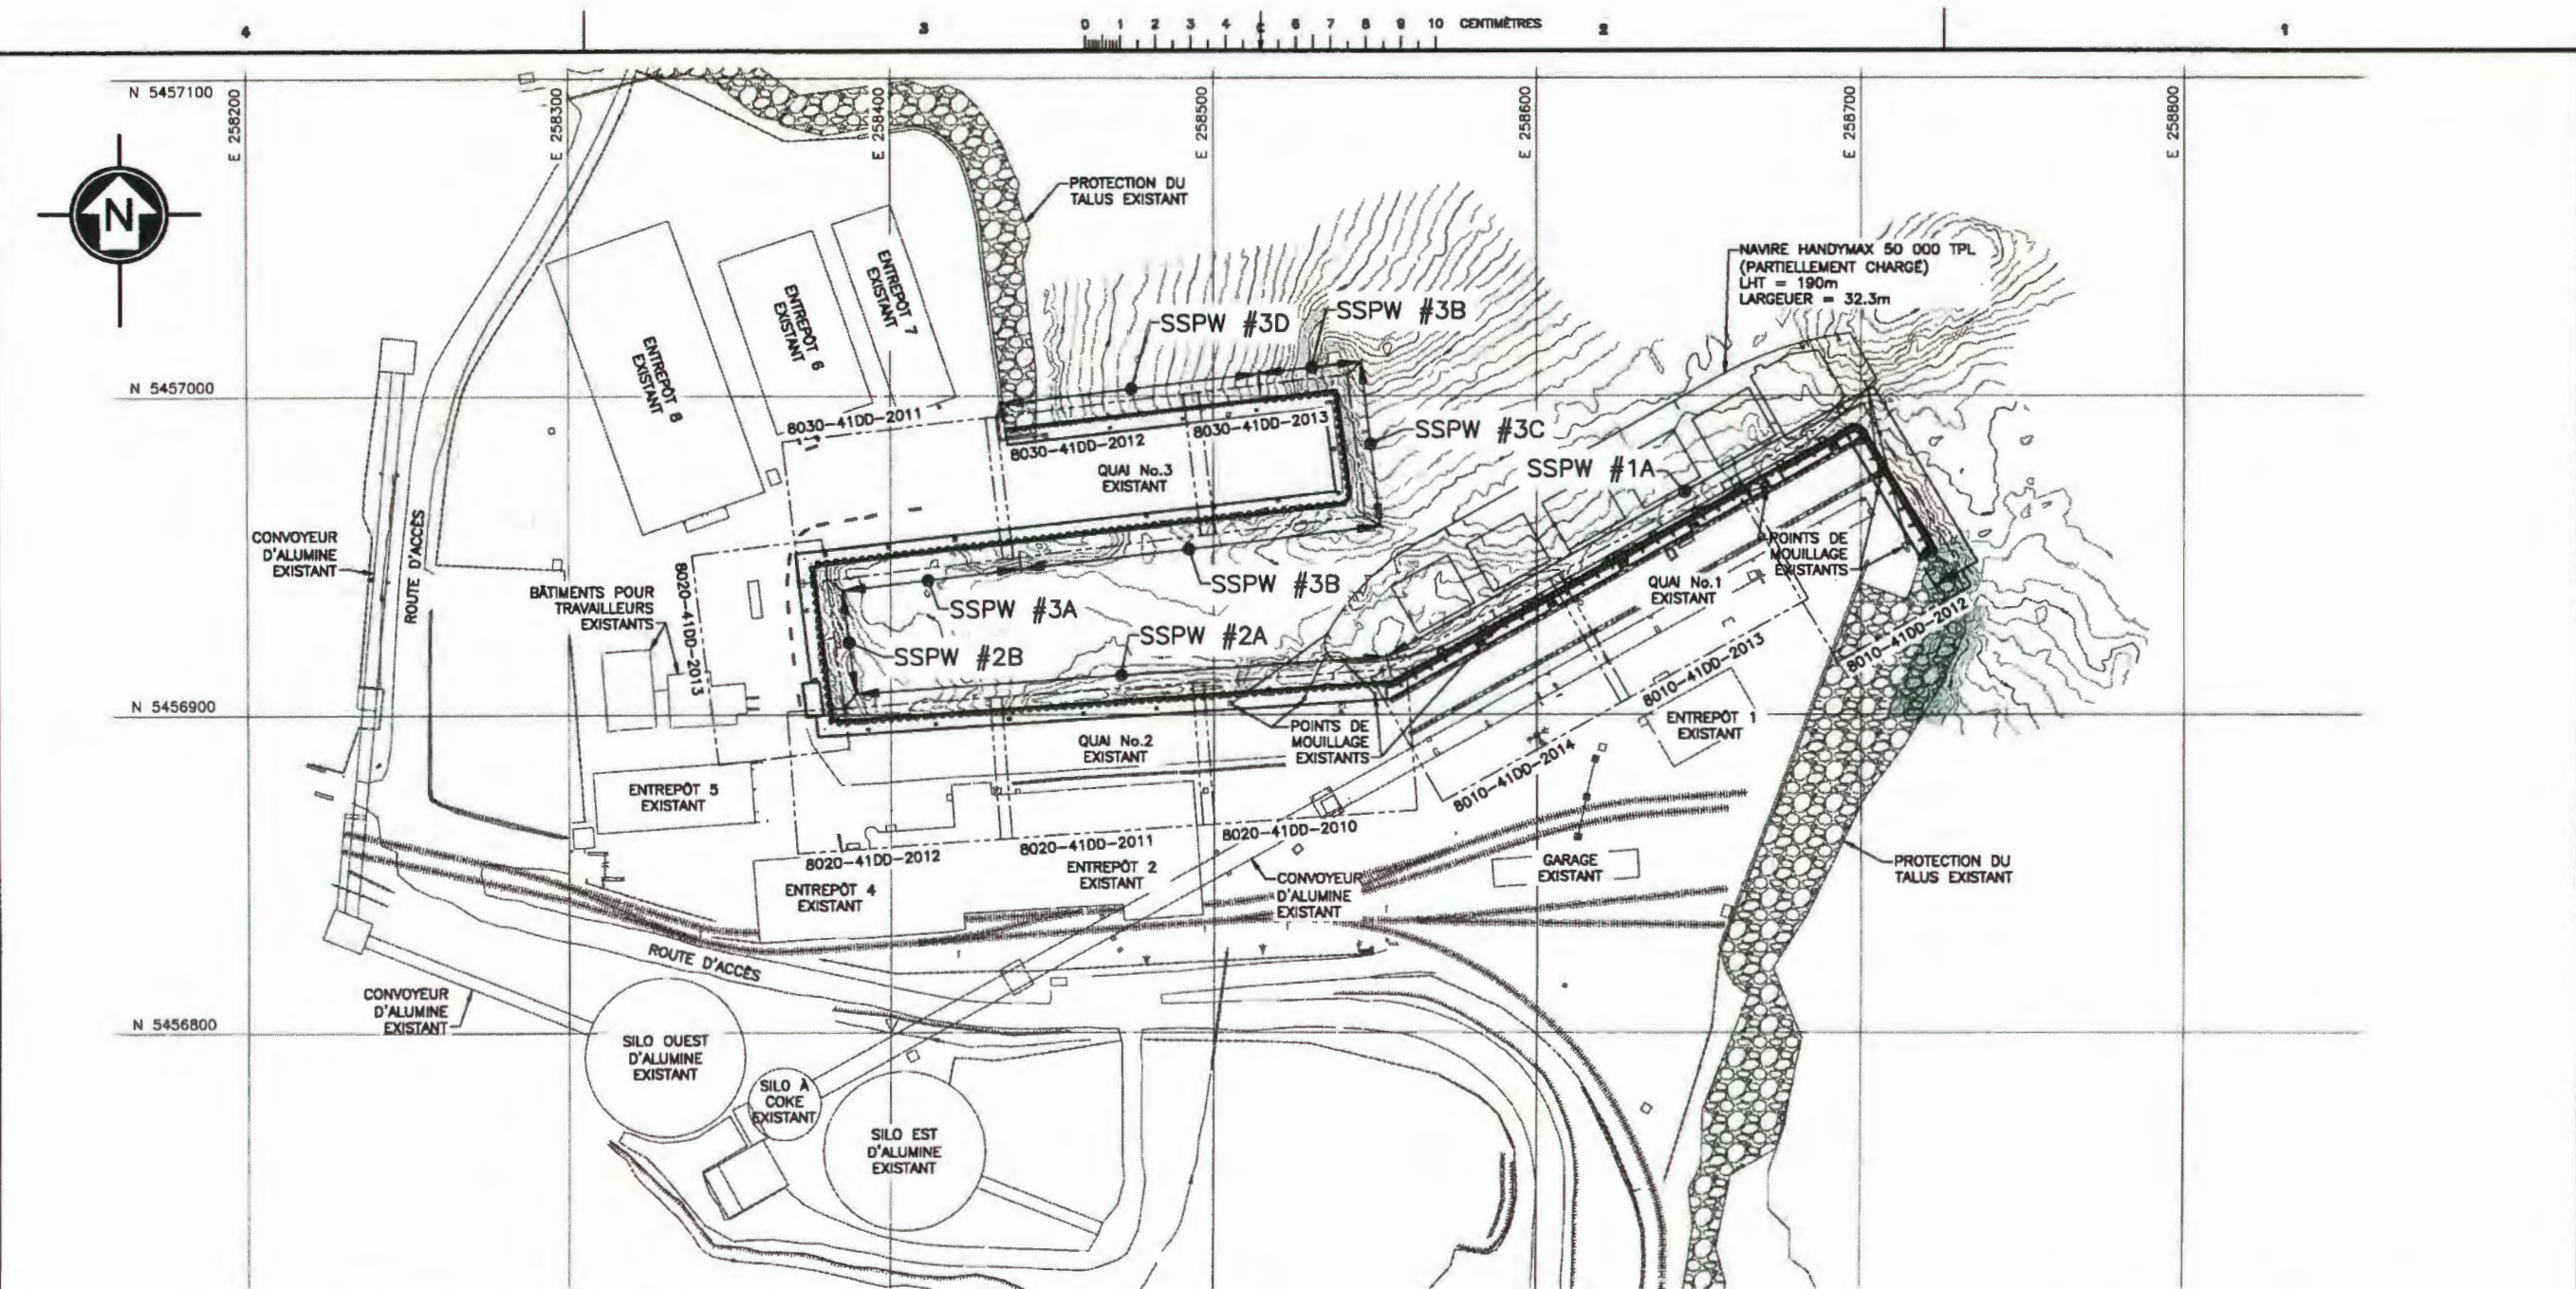 4
3
0 1 2 3 4 C 6 7 8 9 10 CENTIMÈTRES
2
1
N 5457100
E 258200
E 258300
E 258400
E 258500
E 258600
E 258700
E 258800
N
PROTECTION DU
TALUS EXISTANT
NAVIRE HANDYMAX 50 000 TPL
(PARTIELLEMENT CHARGÉ)
LHT = 190m
LARGEUER = 32.3m
ENTREPÔT 7
EXISTANT
ENTREPÔT 6
EXISTANT
ENTREPÔT 8
EXISTANT
SSPW #3D
SSPW #3B
N 5457000
8030-41DD-2011
8030-41DD-2012
8030-41DD-2013
SSPW #3C
QUAI No.3
EXISTANT
SSPW #1A
CONVOYEUR
D'ALUMINE
EXISTANT
ROUTE D'ACCÈS
BÂTIMENTS POUR
TRAVAILLEURS
EXISTANTS
8020-41DD-2013
POINTS DE
MOUILLAGE
EXISTANTS
QUAI No.1
EXISTANT
SSPW #3B
SSPW #3A
SSPW #2A
SSPW #2B
8010-41DD-2012
8010-41DD-2013
N 5456900
QUAI No.2
EXISTANT
POINTS DE
MOUILLAGE
EXISTANTS
ENTREPÔT 1
EXISTANT
8010-41DD-2014
ENTREPÔT 5
EXISTANT
8020-41DD-2012
8020-41DD-2011
8020-41DD-2010
ENTREPÔT 4
EXISTANT
ENTREPÔT 2
EXISTANT
CONVOYEUR
D'ALUMINE
EXISTANT
GARAGE
EXISTANT
PROTECTION DU
TALUS EXISTANT
ROUTE D'ACCÈS
CONVOYEUR
D'ALUMINE
EXISTANT
N 5456800
SILO OUEST
D'ALUMINE
EXISTANT
SILO À
COKE
EXISTANT
SILO EST
D'ALUMINE
EXISTANT